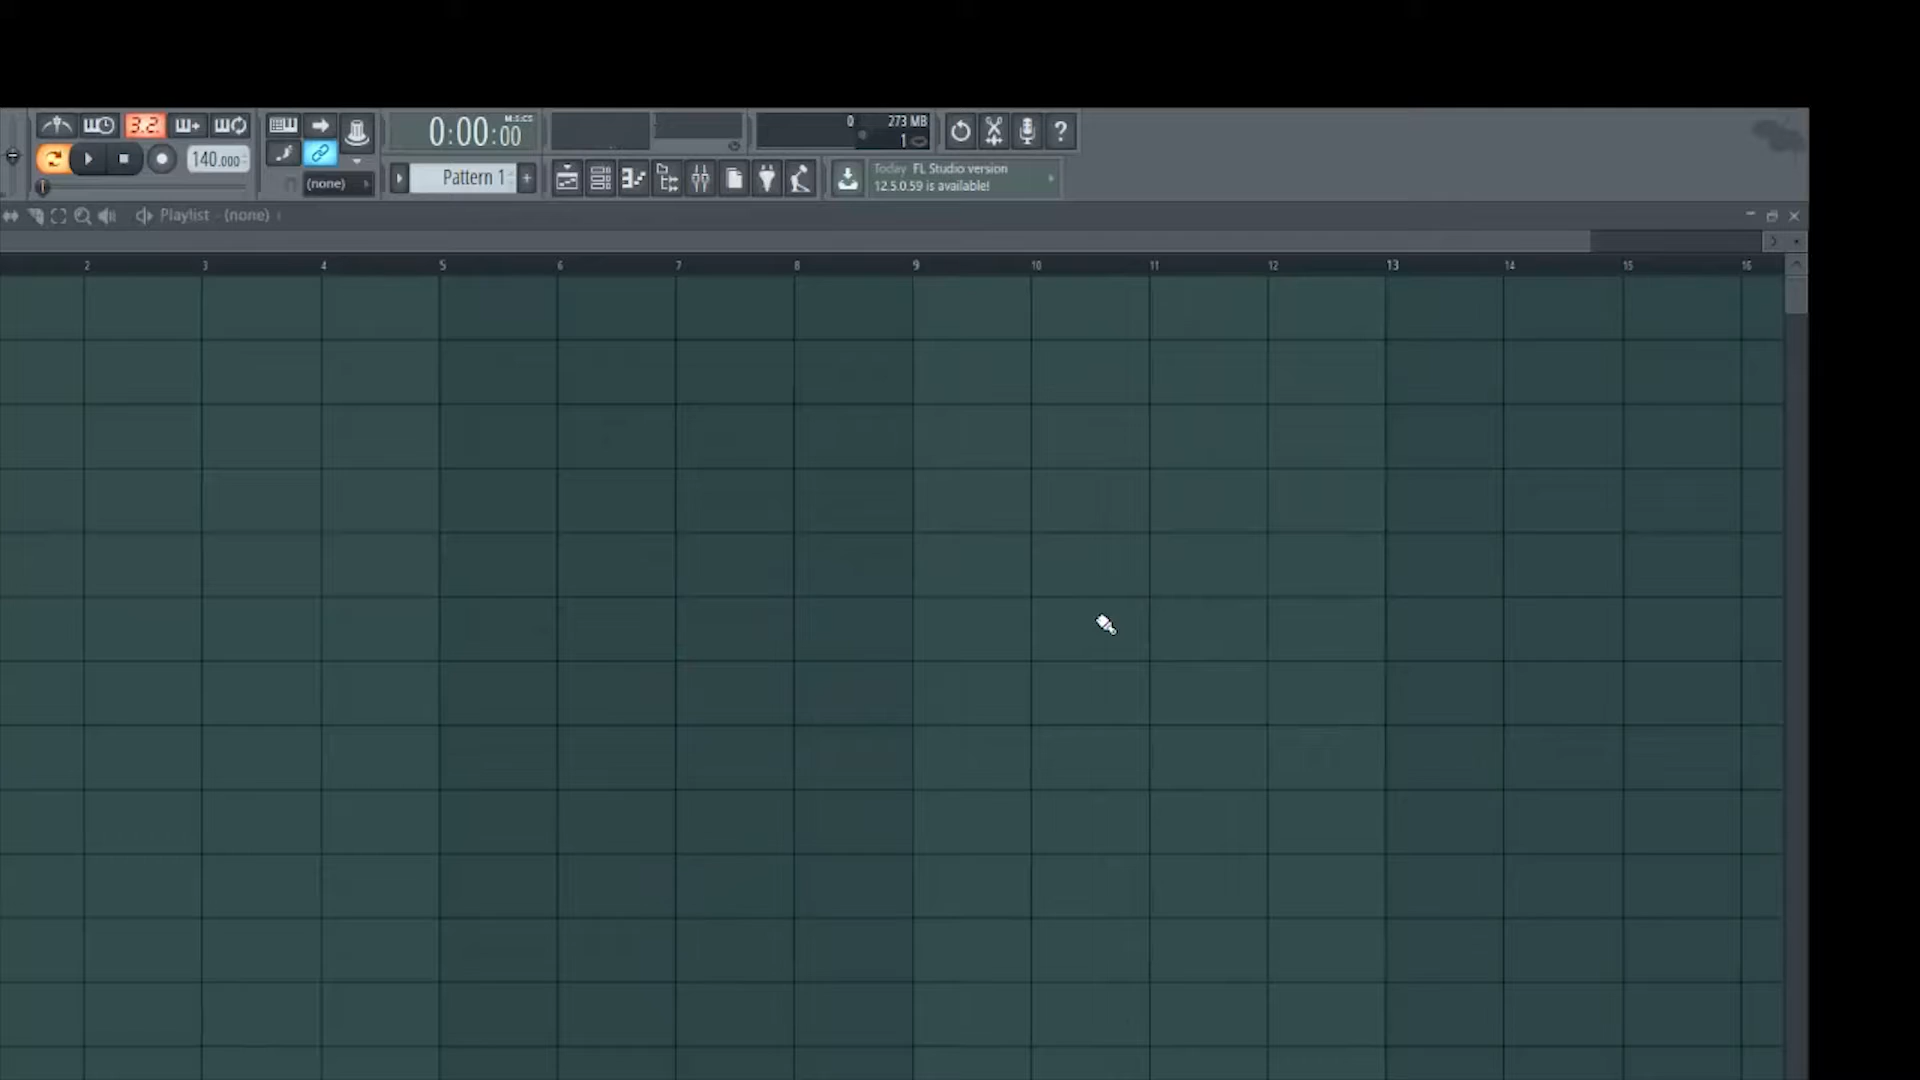 3.2.
0:00:00
M:S:CS
0
273 MB
1
140.000
(none)
Pattern 1
+
Today FL Studio version
12.5.0.59 is available!
?
Playlist - (none)
2 3 4 5 6 7 8 9 10 11 12 13 14 15 16